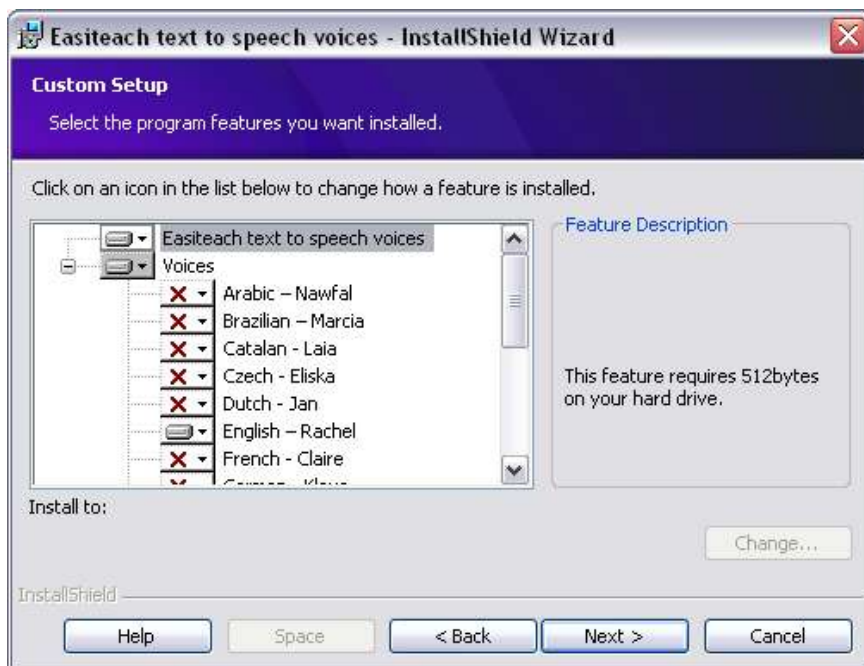 Easiteach text to speech voices - InstallShield Wizard
Custom Setup
Select the program features you want installed.
Click on an icon in the list below to change how a feature is installed.
Easiteach text to speech voices
Voices
Arabic – Nawfal
Brazilian – Marcia
Catalan - Laia
Czech - Eliska
Dutch - Jan
English – Rachel
French - Claire
Feature Description
This feature requires 512bytes
on your hard drive.
Install to:
Change...
InstallShield
Help
Space
< Back
Next >
Cancel